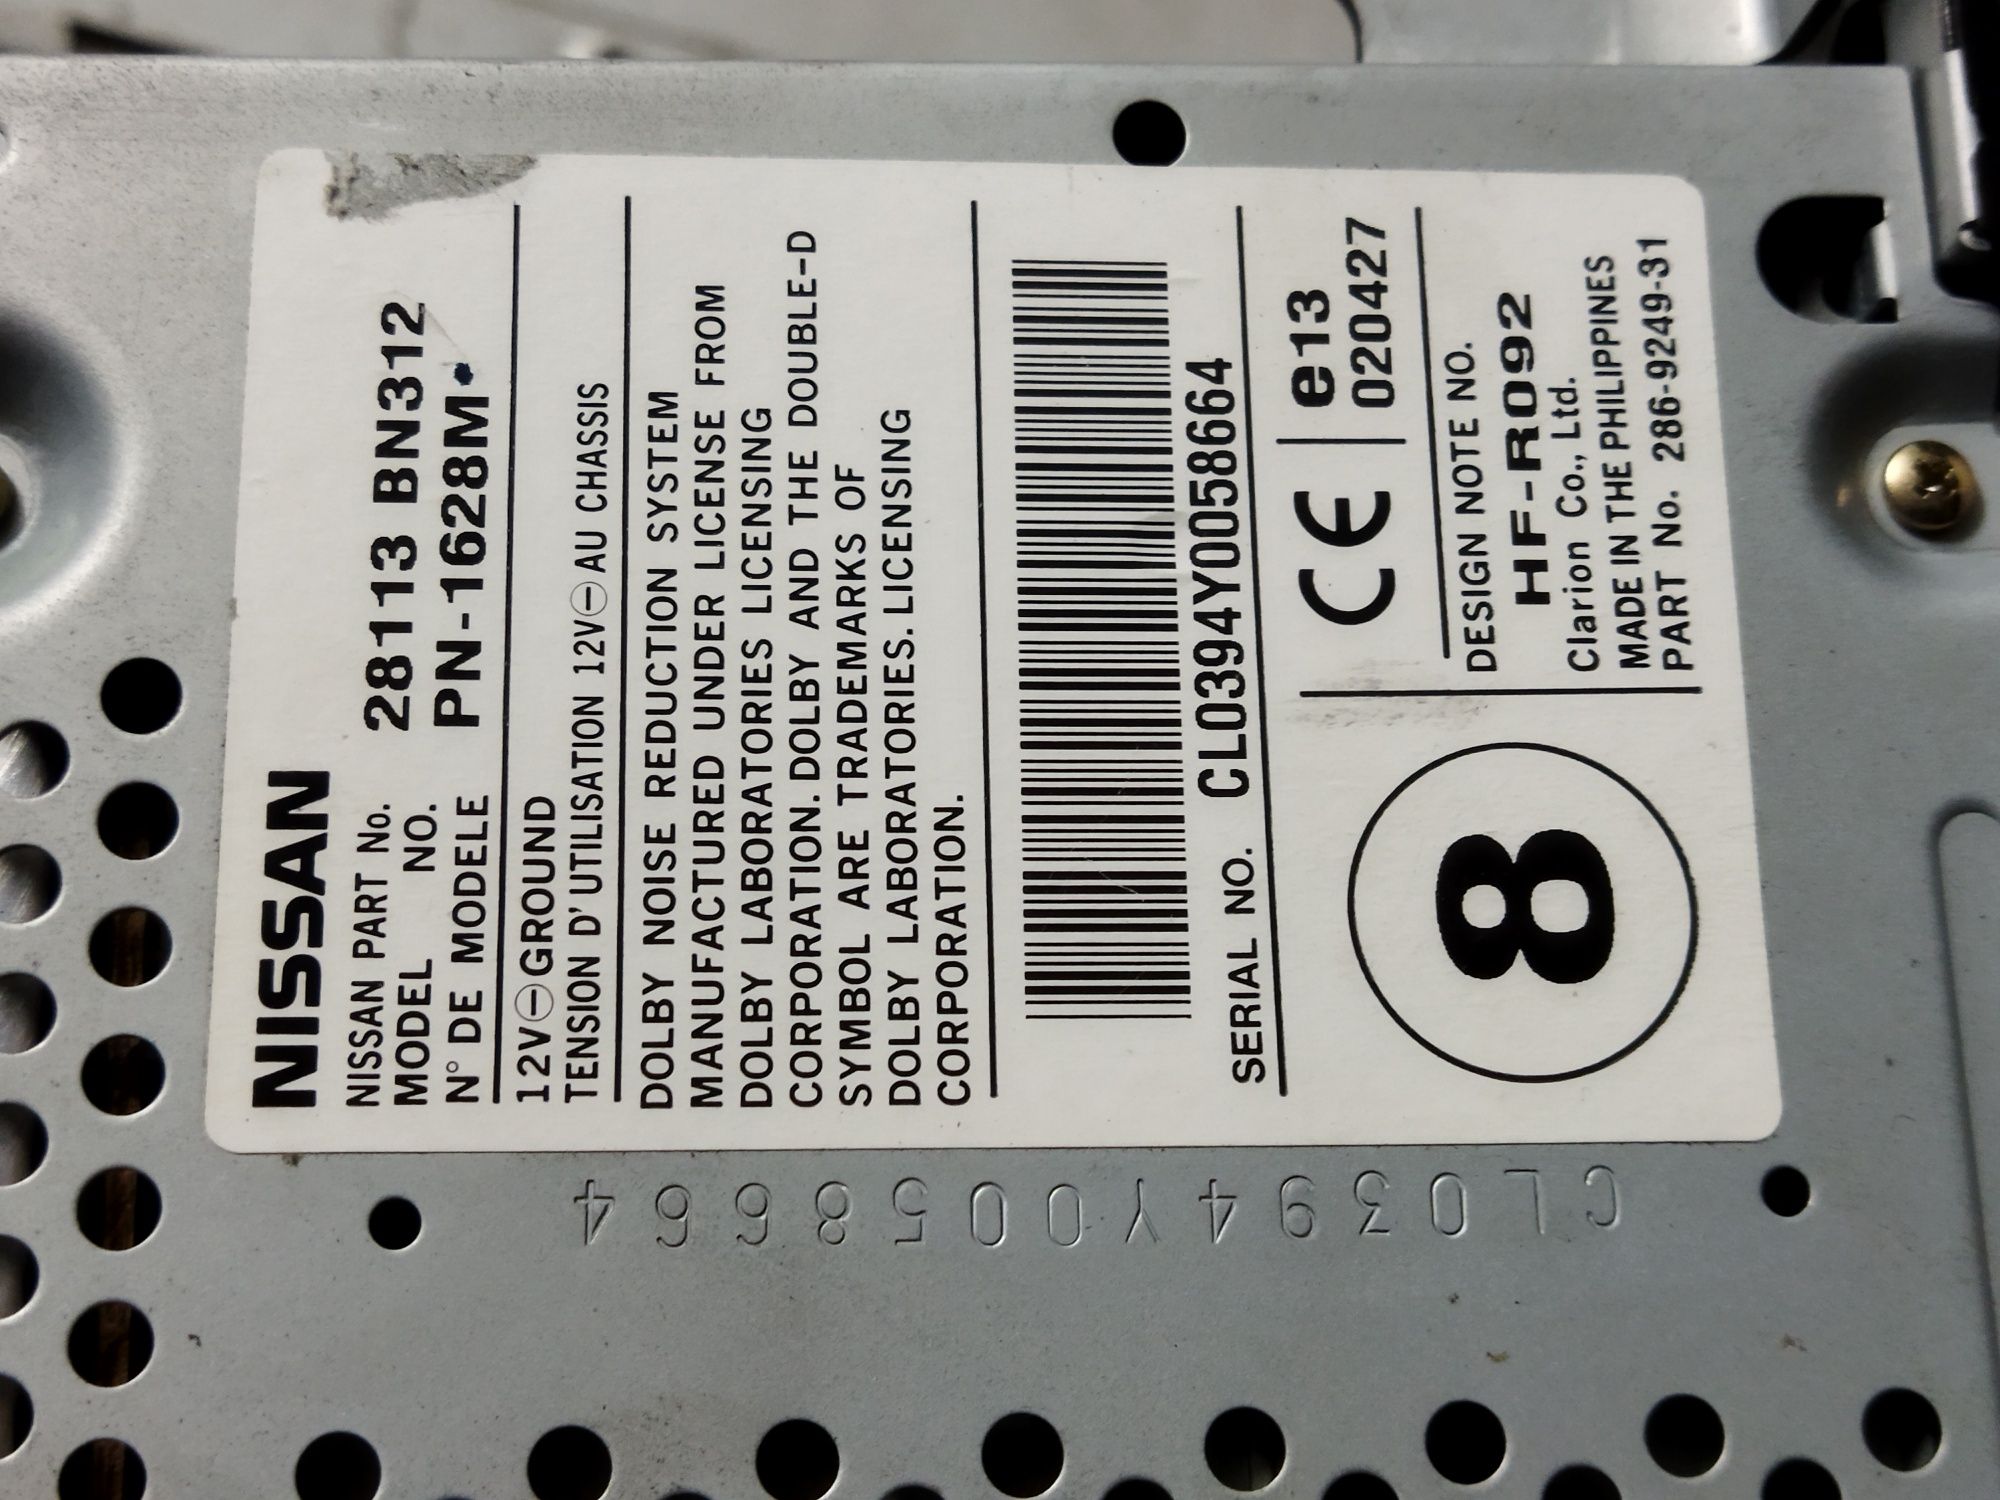 NISSAN
NISSAN PART No. 28113 BN312
MODEL NO. PN-1628M
N° DE MODELE
12V⊖GROUND
TENSION D'UTILISATION 12V⊖AU CHASSIS
DOLBY NOISE REDUCTION SYSTEM
MANUFACTURED UNDER LICENSE FROM
DOLBY LABORATORIES LICENSING
CORPORATION. DOLBY AND THE DOUBLE-D
SYMBOL ARE TRADEMARKS OF
DOLBY LABORATORIES. LICENSING
CORPORATION.
SERIAL NO. CL0394Y0058664
8
CE e13
020427
DESIGN NOTE NO.
HF-R092
Clarion Co., Ltd.
MADE IN THE PHILIPPINES
PART No. 286-9249-31
CL0394Y0058664